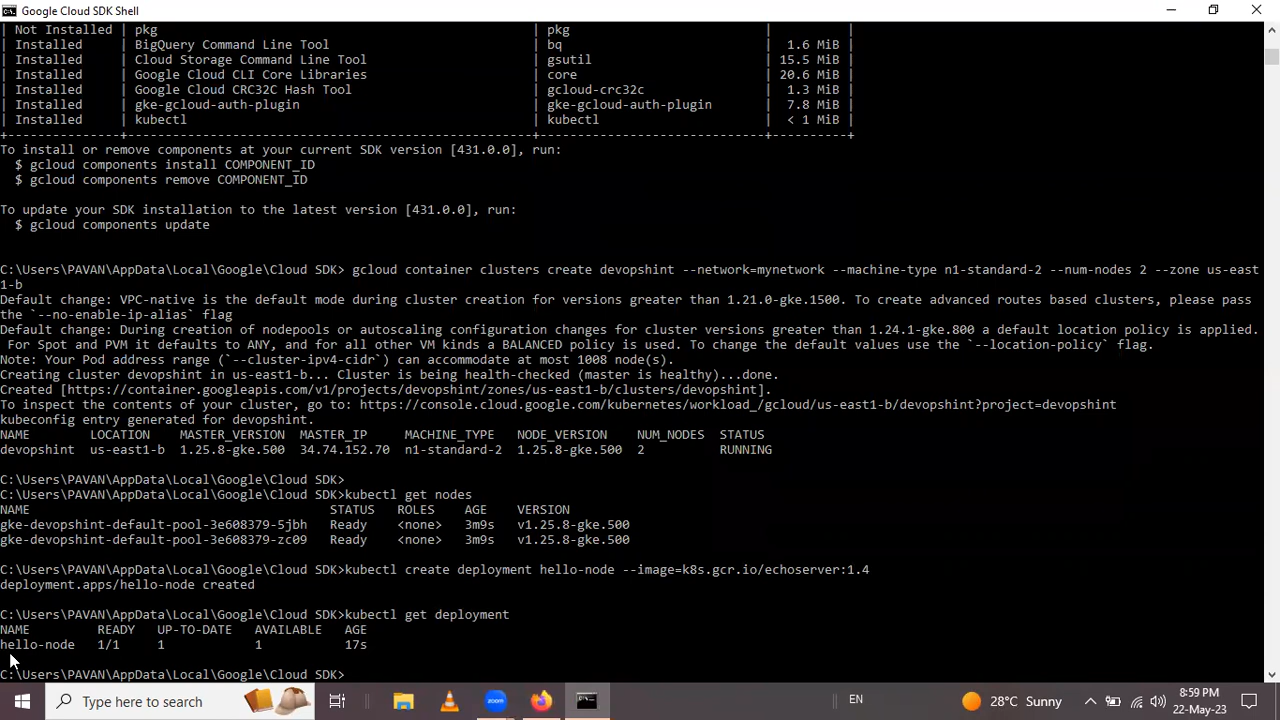 Google Cloud SDK Shell
| Not Installed | pkg | pkg | |
| Installed | BigQuery Command Line Tool | bq | 1.6 MiB |
| Installed | Cloud Storage Command Line Tool | gsutil | 15.5 MiB |
| Installed | Google Cloud CLI Core Libraries | core | 20.6 MiB |
| Installed | Google Cloud CRC32C Hash Tool | gcloud-crc32c | 1.3 MiB |
| Installed | gke-gcloud-auth-plugin | gke-gcloud-auth-plugin | 7.8 MiB |
| Installed | kubectl | kubectl | < 1 MiB |
+---------------+------------------------------------------------------+------------------------------+----------+
To install or remove components at your current SDK version [431.0.0], run:
$ gcloud components install COMPONENT_ID
$ gcloud components remove COMPONENT_ID
To update your SDK installation to the latest version [431.0.0], run:
$ gcloud components update
C:\Users\PAVAN\AppData\Local\Google\Cloud SDK> gcloud container clusters create devopshint --network=mynetwork --machine-type n1-standard-2 --num-nodes 2 --zone us-east
1-b
Default change: VPC-native is the default mode during cluster creation for versions greater than 1.21.0-gke.1500. To create advanced routes based clusters, please pass
the `--no-enable-ip-alias` flag
Default change: During creation of nodepools or autoscaling configuration changes for cluster versions greater than 1.24.1-gke.800 a default location policy is applied.
For Spot and PVM it defaults to ANY, and for all other VM kinds a BALANCED policy is used. To change the default values use the `--location-policy` flag.
Note: Your Pod address range (`--cluster-ipv4-cidr`) can accommodate at most 1008 node(s).
Creating cluster devopshint in us-east1-b... Cluster is being health-checked (master is healthy)...done.
Created [https://container.googleapis.com/v1/projects/devopshint/zones/us-east1-b/clusters/devopshint].
To inspect the contents of your cluster, go to: https://console.cloud.google.com/kubernetes/workload_/gcloud/us-east1-b/devopshint?project=devopshint
kubeconfig entry generated for devopshint.
NAME LOCATION MASTER_VERSION MASTER_IP MACHINE_TYPE NODE_VERSION NUM_NODES STATUS
devopshint us-east1-b 1.25.8-gke.500 34.74.152.70 n1-standard-2 1.25.8-gke.500 2 RUNNING
C:\Users\PAVAN\AppData\Local\Google\Cloud SDK>
C:\Users\PAVAN\AppData\Local\Google\Cloud SDK>kubectl get nodes
NAME STATUS ROLES AGE VERSION
gke-devopshint-default-pool-3e608379-5jbh Ready <none> 3m9s v1.25.8-gke.500
gke-devopshint-default-pool-3e608379-zc09 Ready <none> 3m9s v1.25.8-gke.500
C:\Users\PAVAN\AppData\Local\Google\Cloud SDK>kubectl create deployment hello-node --image=k8s.gcr.io/echoserver:1.4
deployment.apps/hello-node created
C:\Users\PAVAN\AppData\Local\Google\Cloud SDK>kubectl get deployment
NAME READY UP-TO-DATE AVAILABLE AGE
hello-node 1/1 1 1 17s
C:\Users\PAVAN\AppData\Local\Google\Cloud SDK>
Type here to search
zoom
EN
28°C Sunny
8:59 PM
22-May-23